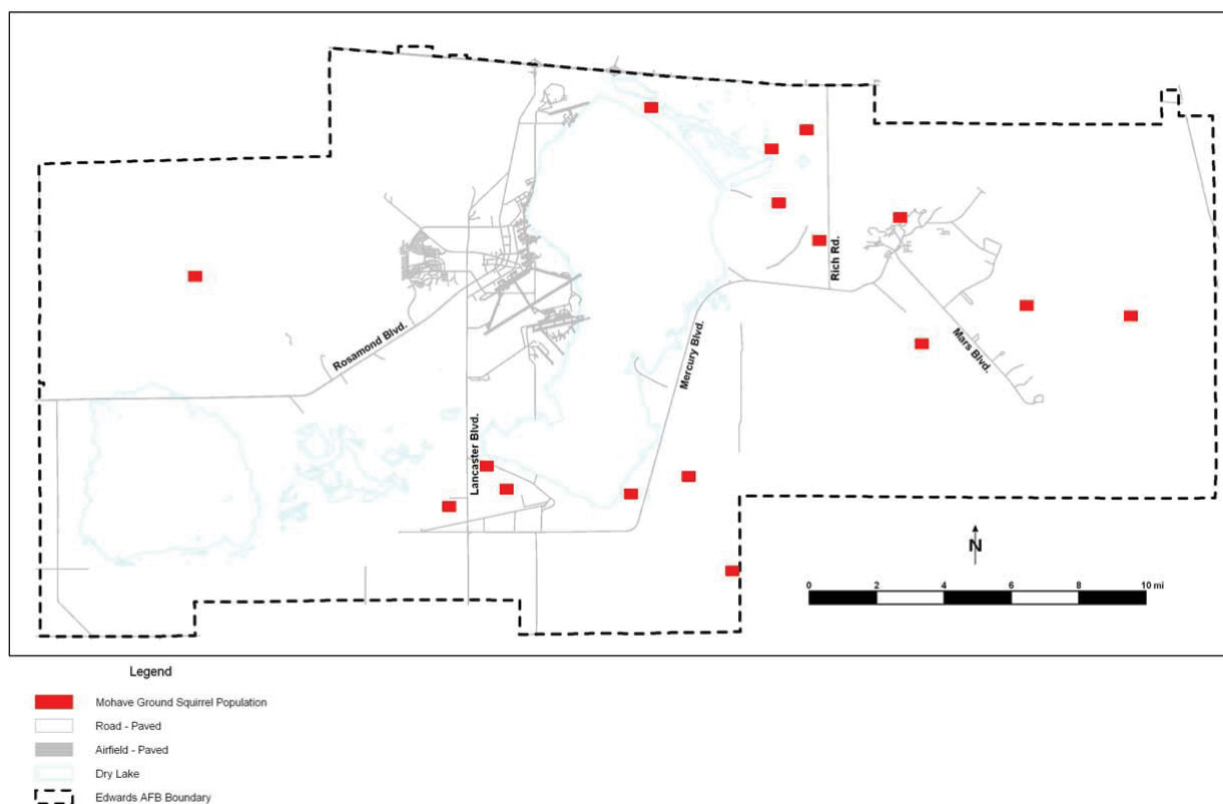 Rosamond Blvd.
Lancaster Blvd.
Mercury Blvd.
Rich Rd.
Mars Blvd.
N
0 2 4 6 8 10 mi
Legend
Mohave Ground Squirrel Population
Road - Paved
Airfield - Paved
Dry Lake
Edwards AFB Boundary